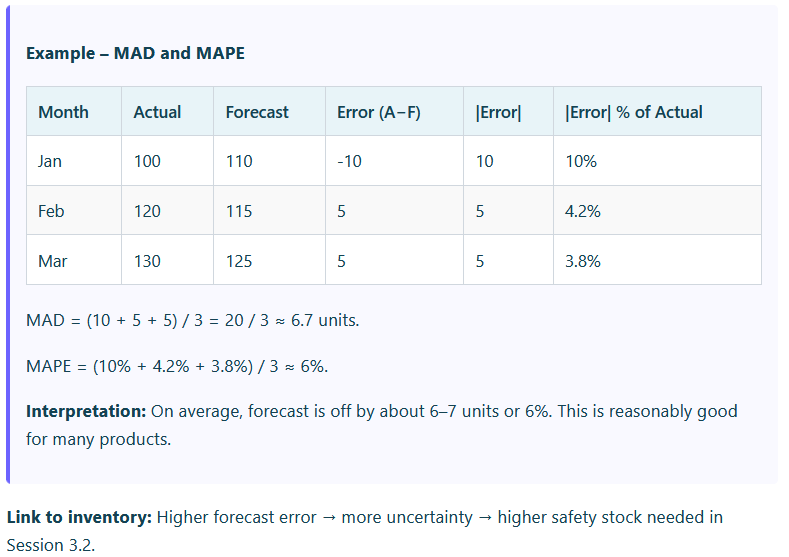 Example – MAD and MAPE
Month Actual Forecast Error (A−F) |Error| |Error| % of Actual
Jan 100 110 -10 10 10%
Feb 120 115 5 5 4.2%
Mar 130 125 5 5 3.8%
MAD = (10 + 5 + 5) / 3 = 20 / 3 ≈ 6.7 units.
MAPE = (10% + 4.2% + 3.8%) / 3 ≈ 6%.
Interpretation: On average, forecast is off by about 6–7 units or 6%. This is reasonably good
for many products.
Link to inventory: Higher forecast error → more uncertainty → higher safety stock needed in
Session 3.2.